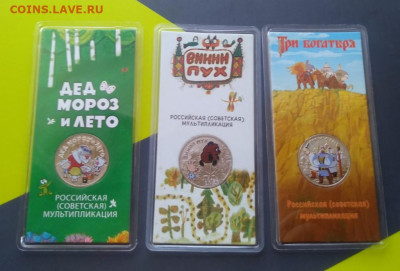 COINS.LAVE.RU
ДЕД
МОРОЗ
и ЛЕТО
РОССИЙСКАЯ
(СОВЕТСКАЯ)
МУЛЬТИПЛИКАЦИЯ
ВИННИ
ПУХ
РОССИЙСКАЯ (СОВЕТСКАЯ)
МУЛЬТИПЛИКАЦИЯ
Три богатыря
Российская (советская)
мультипликация